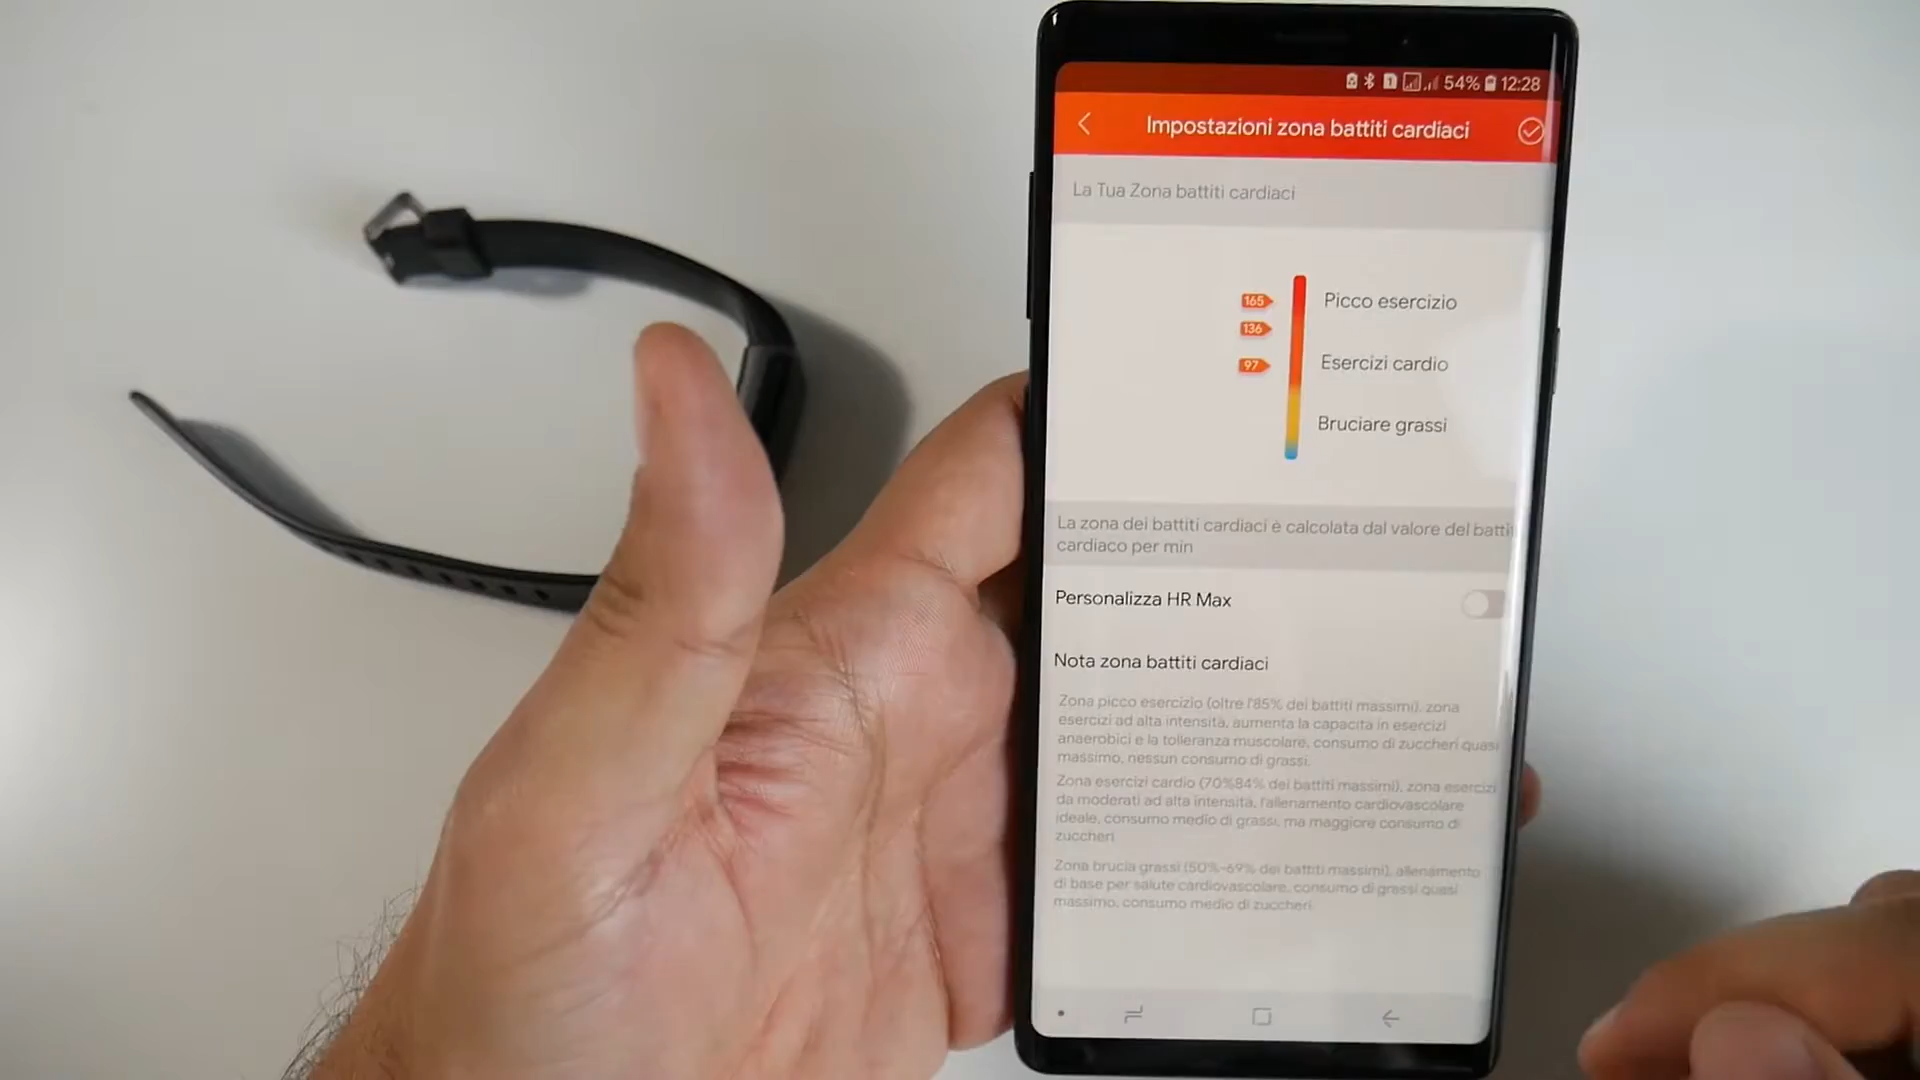 54% 12:28
Impostazioni zona battiti cardiaci
La Tua Zona battiti cardiaci
165 Picco esercizio
136
97 Esercizi cardio
Bruciare grassi
La zona dei battiti cardiaci è calcolata dal valore del batti
cardiaco per min
Personalizza HR Max
Nota zona battiti cardiaci
Zona picco esercizio (oltre l'85% dei battiti massimi), zona
esercizi ad alta intensità, aumenta la capacità in esercizi
anaerobici e la tolleranza muscolare, consumo di zuccheri quasi
massimo, nessun consumo di grassi.
Zona esercizi cardio (70%84% dei battiti massimi), zona esercizi
da moderati ad alta intensità, l'allenamento cardiovascolare
ideale, consumo medio di grassi, ma maggiore consumo di
zuccheri
Zona brucia grassi (50%-69% dei battiti massimi), allenamento
di base per salute cardiovascolare, consumo di grassi quasi
massimo, consumo medio di zuccheri.